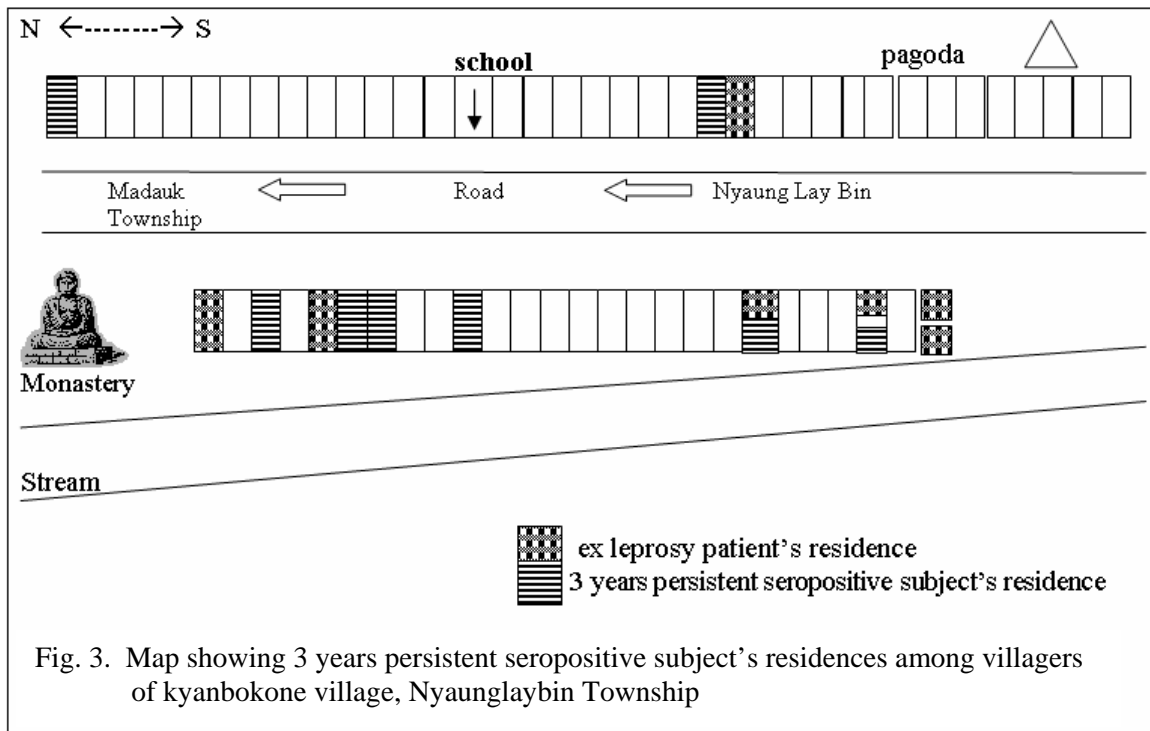 N <--------> S
school
pagoda
Madauk
Township
Road
Nyaung Lay Bin
Monastery
Stream
ex leprosy patient's residence
3 years persistent seropositive subject's residence
Fig. 3. Map showing 3 years persistent seropositive subject's residences among villagers
of kyanbokone village, Nyaunglaybin Township